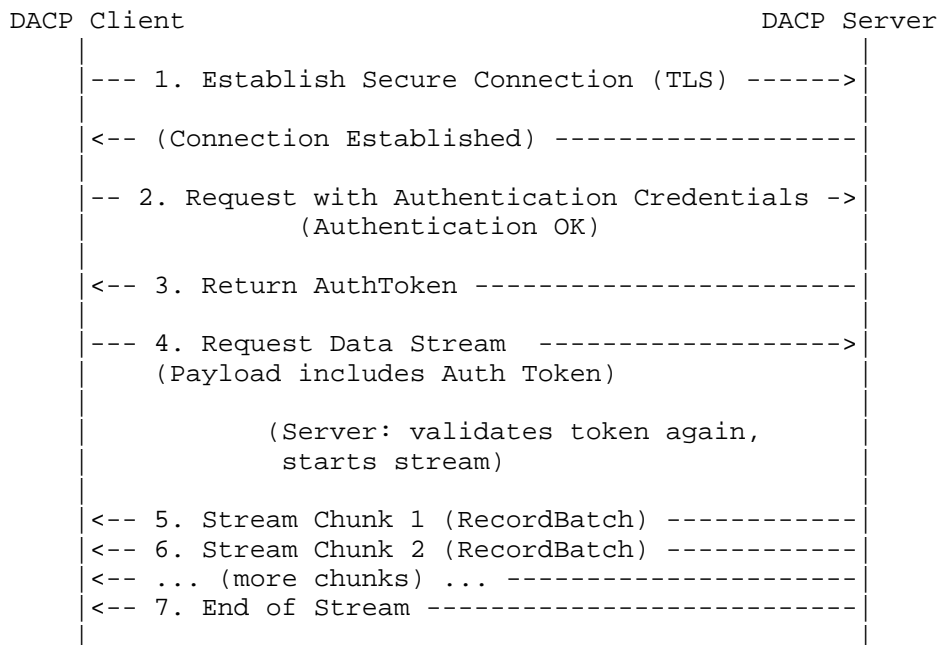 DACP Client                                    DACP Server
    |                                                |
    |--- 1. Establish Secure Connection (TLS) ------>|
    |                                                |
    |<-- (Connection Established) -------------------|
    |                                                |
    |-- 2. Request with Authentication Credentials ->|
    |             (Authentication OK)                |
    |                                                |
    |<-- 3. Return AuthToken ------------------------|
    |                                                |
    |--- 4. Request Data Stream  ------------------->|
    |    (Payload includes Auth Token)               |
    |                                                |
    |           (Server: validates token again,      |
    |            starts stream)                      |
    |                                                |
    |<-- 5. Stream Chunk 1 (RecordBatch) ------------|
    |<-- 6. Stream Chunk 2 (RecordBatch) ------------|
    |<-- ... (more chunks) ... ----------------------|
    |<-- 7. End of Stream ---------------------------|
    |                                                |